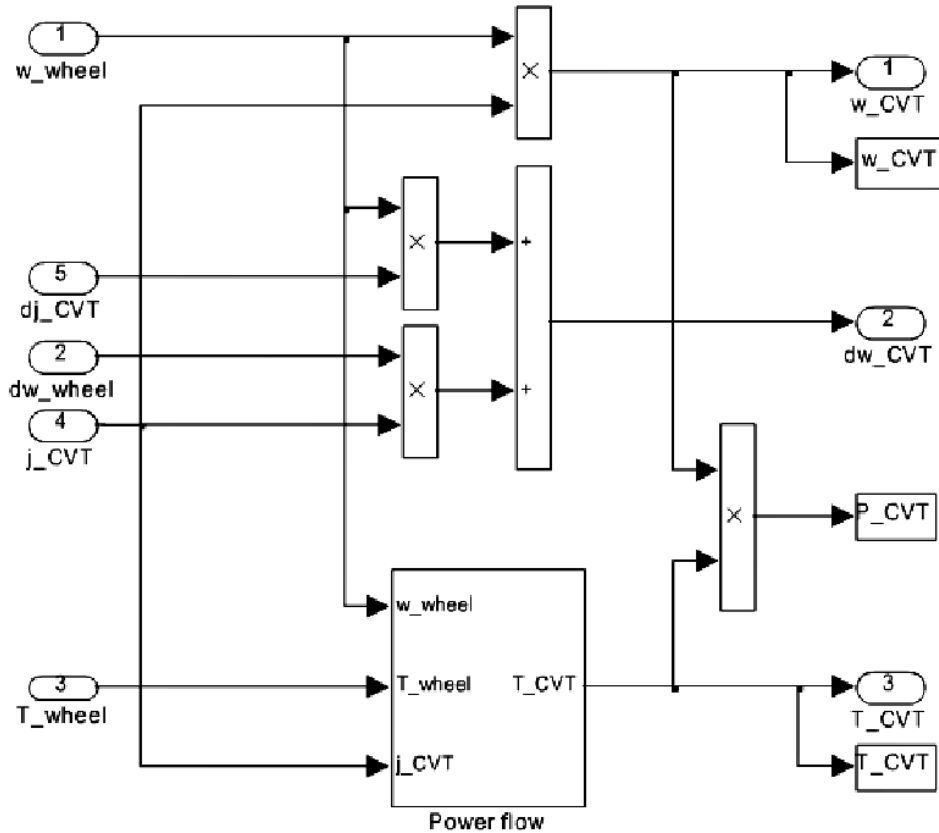 1
w_wheel
×
1
w_CVT
w_CVT
×
+
5
dj_CVT
2
dw_wheel
×
+
4
j_CVT
2
dw_CVT
×
P_CVT
w_wheel
3
T_wheel
T_wheel
T_CVT
j_CVT
Power flow
3
T_CVT
T_CVT